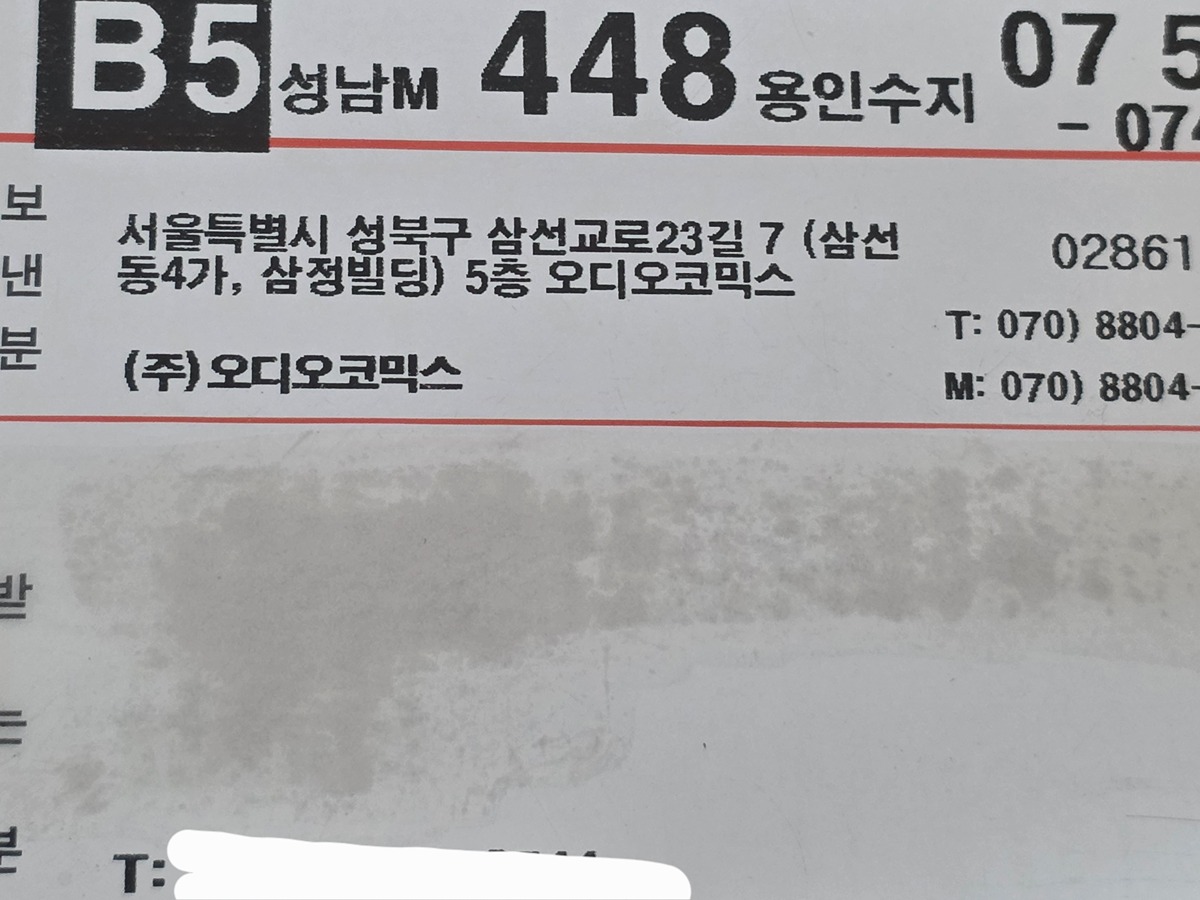 B5 성남M 448 용인수지 07 5
- 074
보낸분
서울특별시 성북구 삼선교로23길 7 (삼선
동4가, 삼정빌딩) 5층 오디오코믹스
02861
T: 070) 8804-
(주)오디오코믹스
M: 070) 8804-
받는분
T: